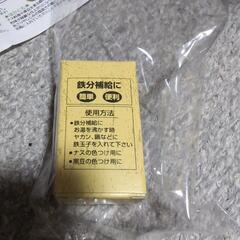 鉄分補給に
簡単 便利
使用方法
●鉄分補給に
お湯を沸かす時
ヤカン、鍋などに
鉄玉子を入れて下さい
●ナスの色つけ用に
●黒豆の色つけ用に